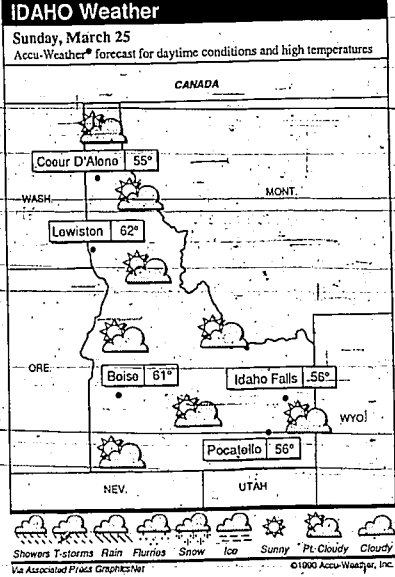 IDAHO Weather
Sunday, March 25
Accu-Weather® forecast for daytime conditions and high temperatures
CANADA
Coeur D'Alene 55°
WASH.
MONT.
Lewiston 62°
ORE.
Boise 61°
Idaho Falls 56°
WYO.
Pocatello 56°
NEV.
UTAH
Showers T-storms Rain Flurries Snow Ice Sunny Pt. Cloudy Cloudy
Via Associated Press GraphicsNet
©1990 Accu-Weather, Inc.